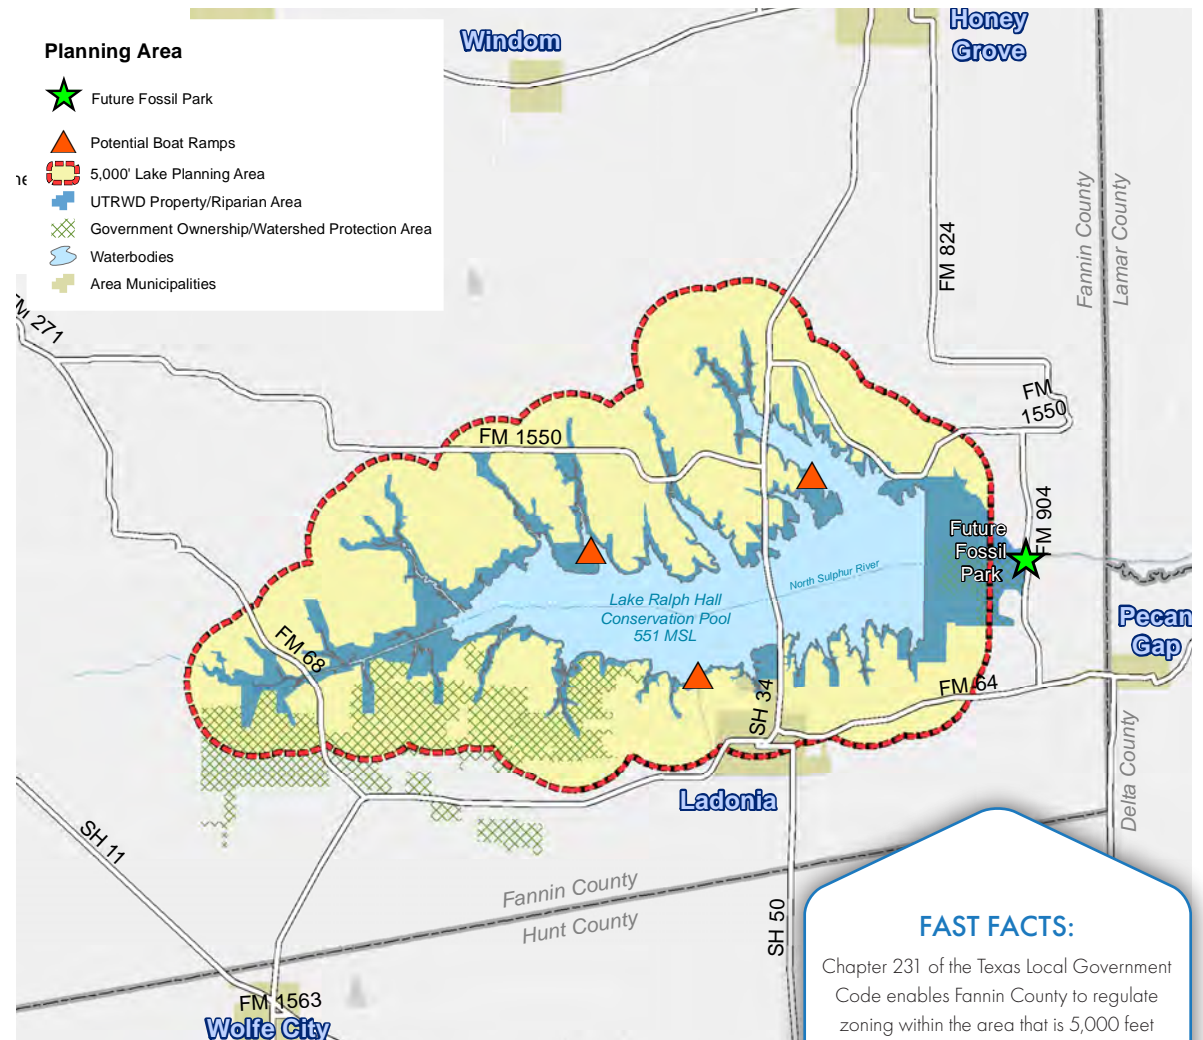 Planning Area
Future Fossil Park
Potential Boat Ramps
5,000' Lake Planning Area
UTRWD Property/Riparian Area
Government Ownership/Watershed Protection Area
Waterbodies
Area Municipalities
Windom
Honey
Grove
FM 824
Fannin County
Lamar County
FM 271
FM
1550
FM 1550
FM 904
Future
Fossil
Park
North Sulphur River
Lake Ralph Hall
Conservation Pool
551 MSL
Pecan
Gap
FM 68
FM 64
SH 34
Ladonia
Delta County
SH 11
Fannin County
Hunt County
SH 50
FM 1563
Wolfe City
FAST FACTS:
Chapter 231 of the Texas Local Government
Code enables Fannin County to regulate
zoning within the area that is 5,000 feet